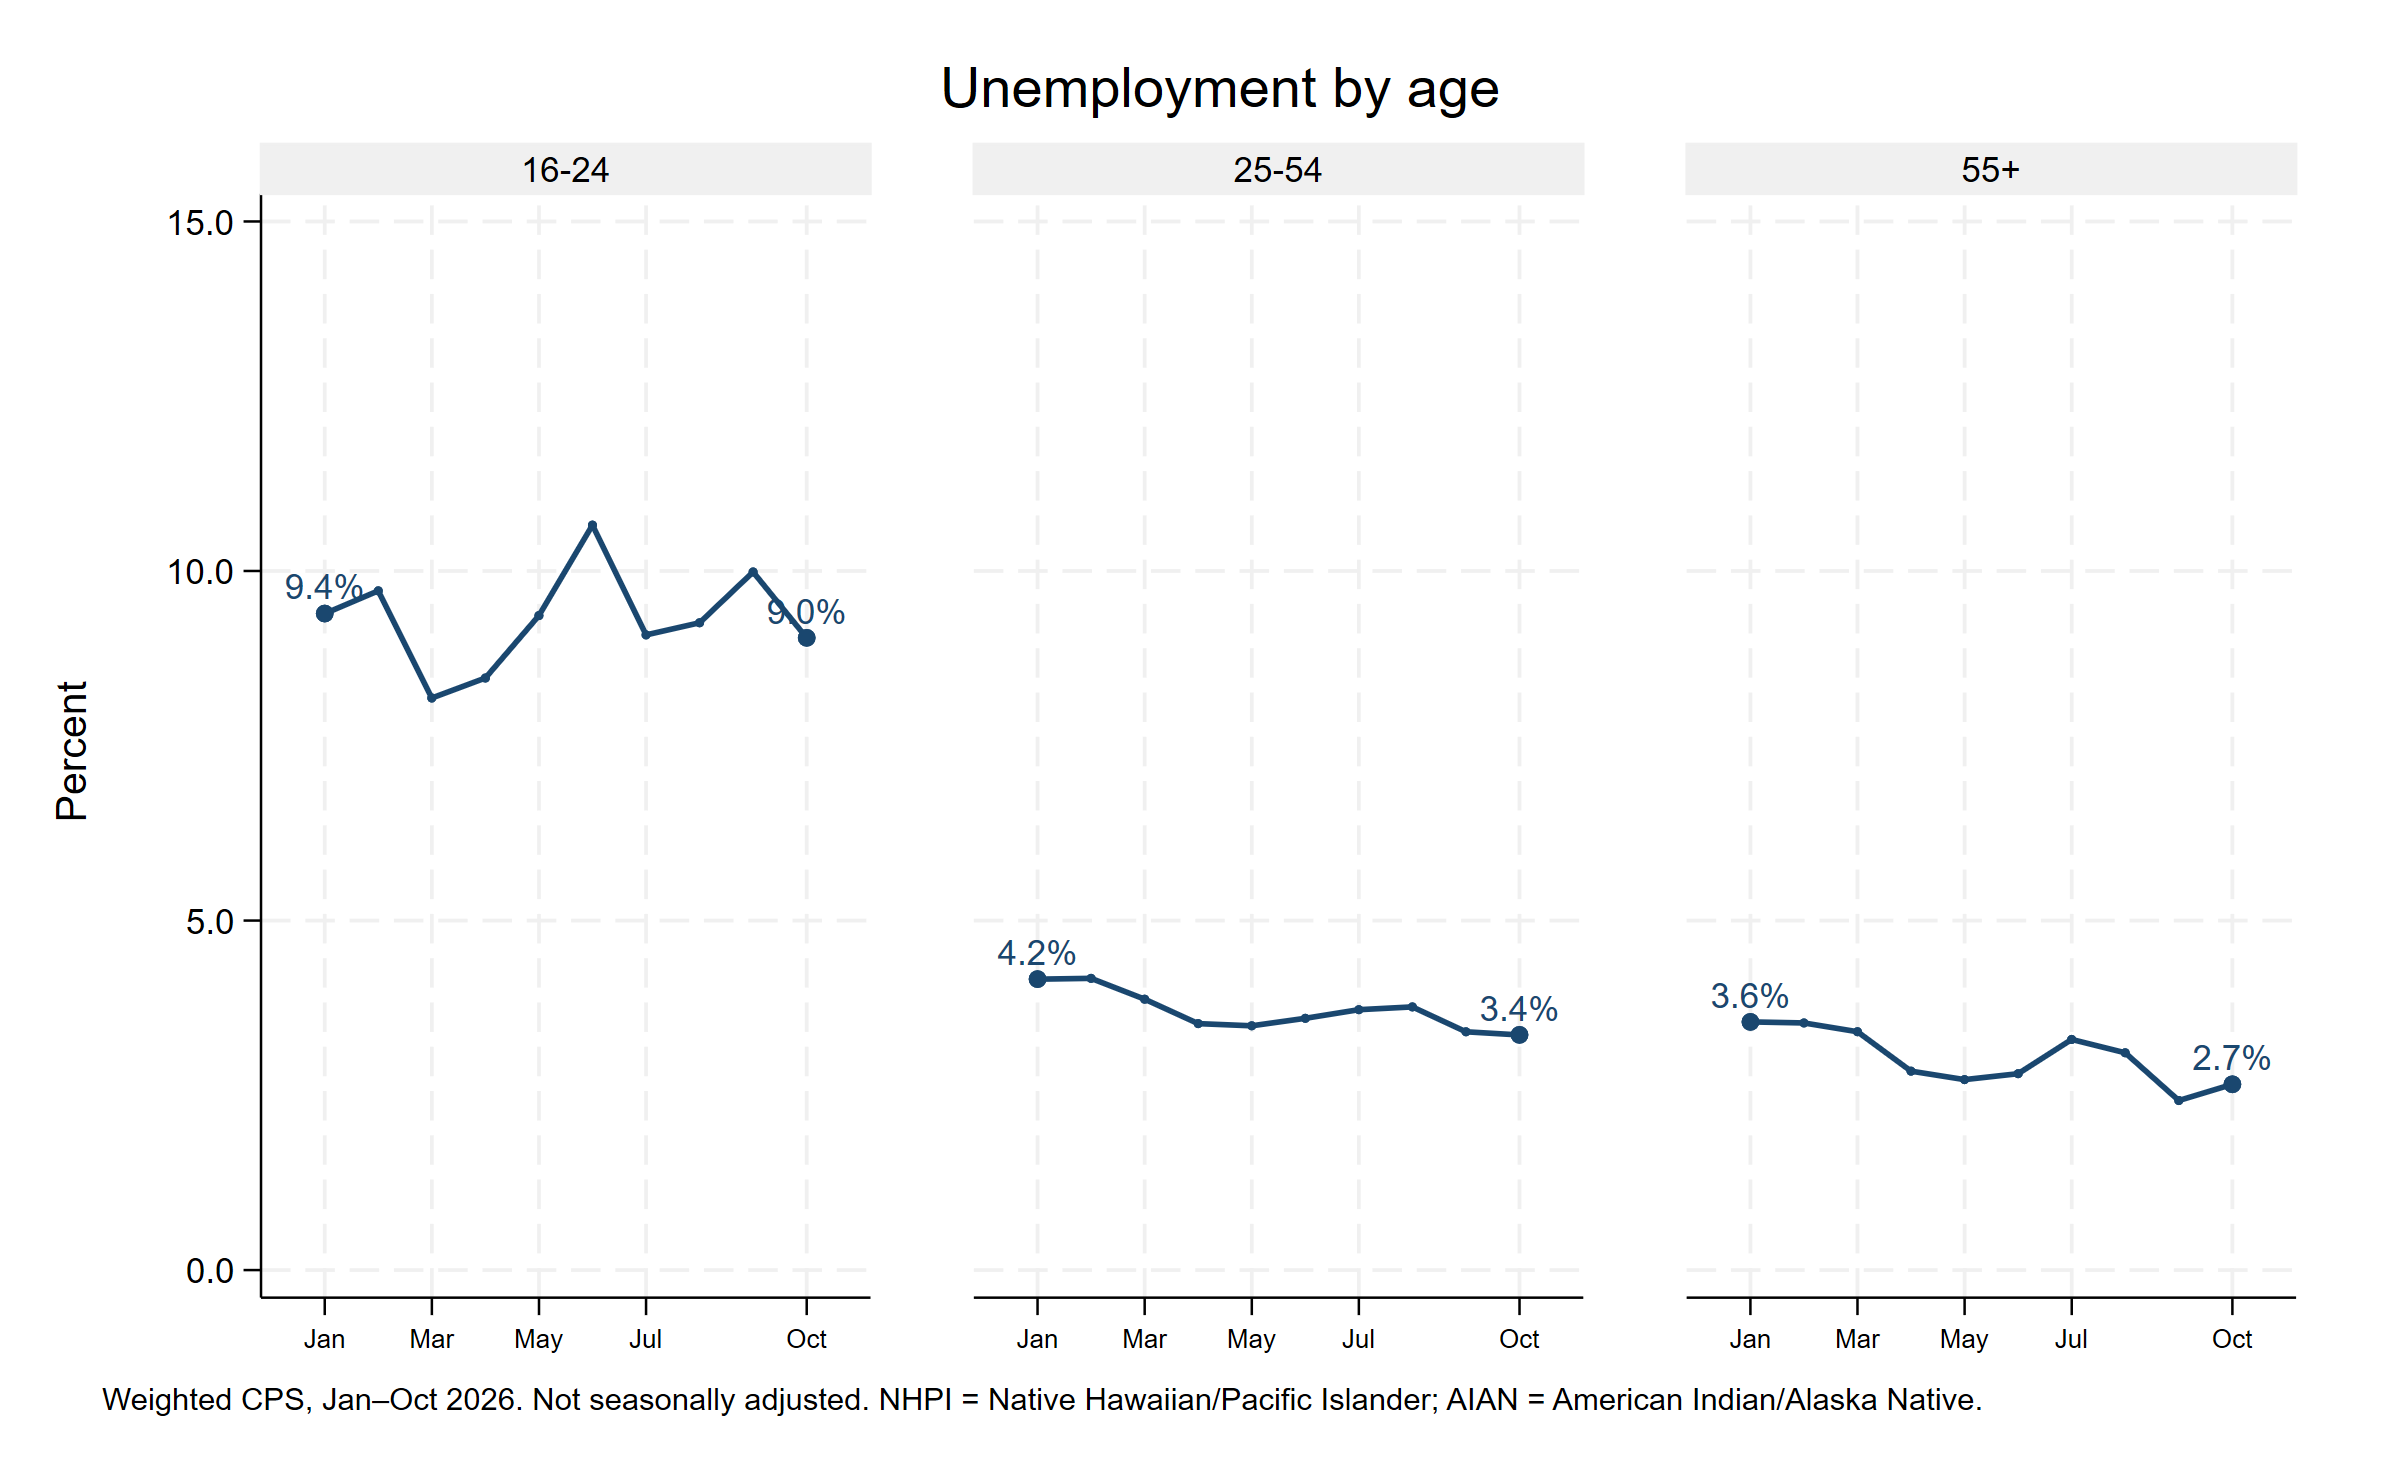 Unemployment by age
16-24
25-54
55+
15.0
10.0
5.0
0.0
Percent
9.4%
9.0%
4.2%
3.4%
3.6%
2.7%
Jan Mar May Jul Oct
Jan Mar May Jul Oct
Jan Mar May Jul Oct
Weighted CPS, Jan–Oct 2026. Not seasonally adjusted. NHPI = Native Hawaiian/Pacific Islander; AIAN = American Indian/Alaska Native.